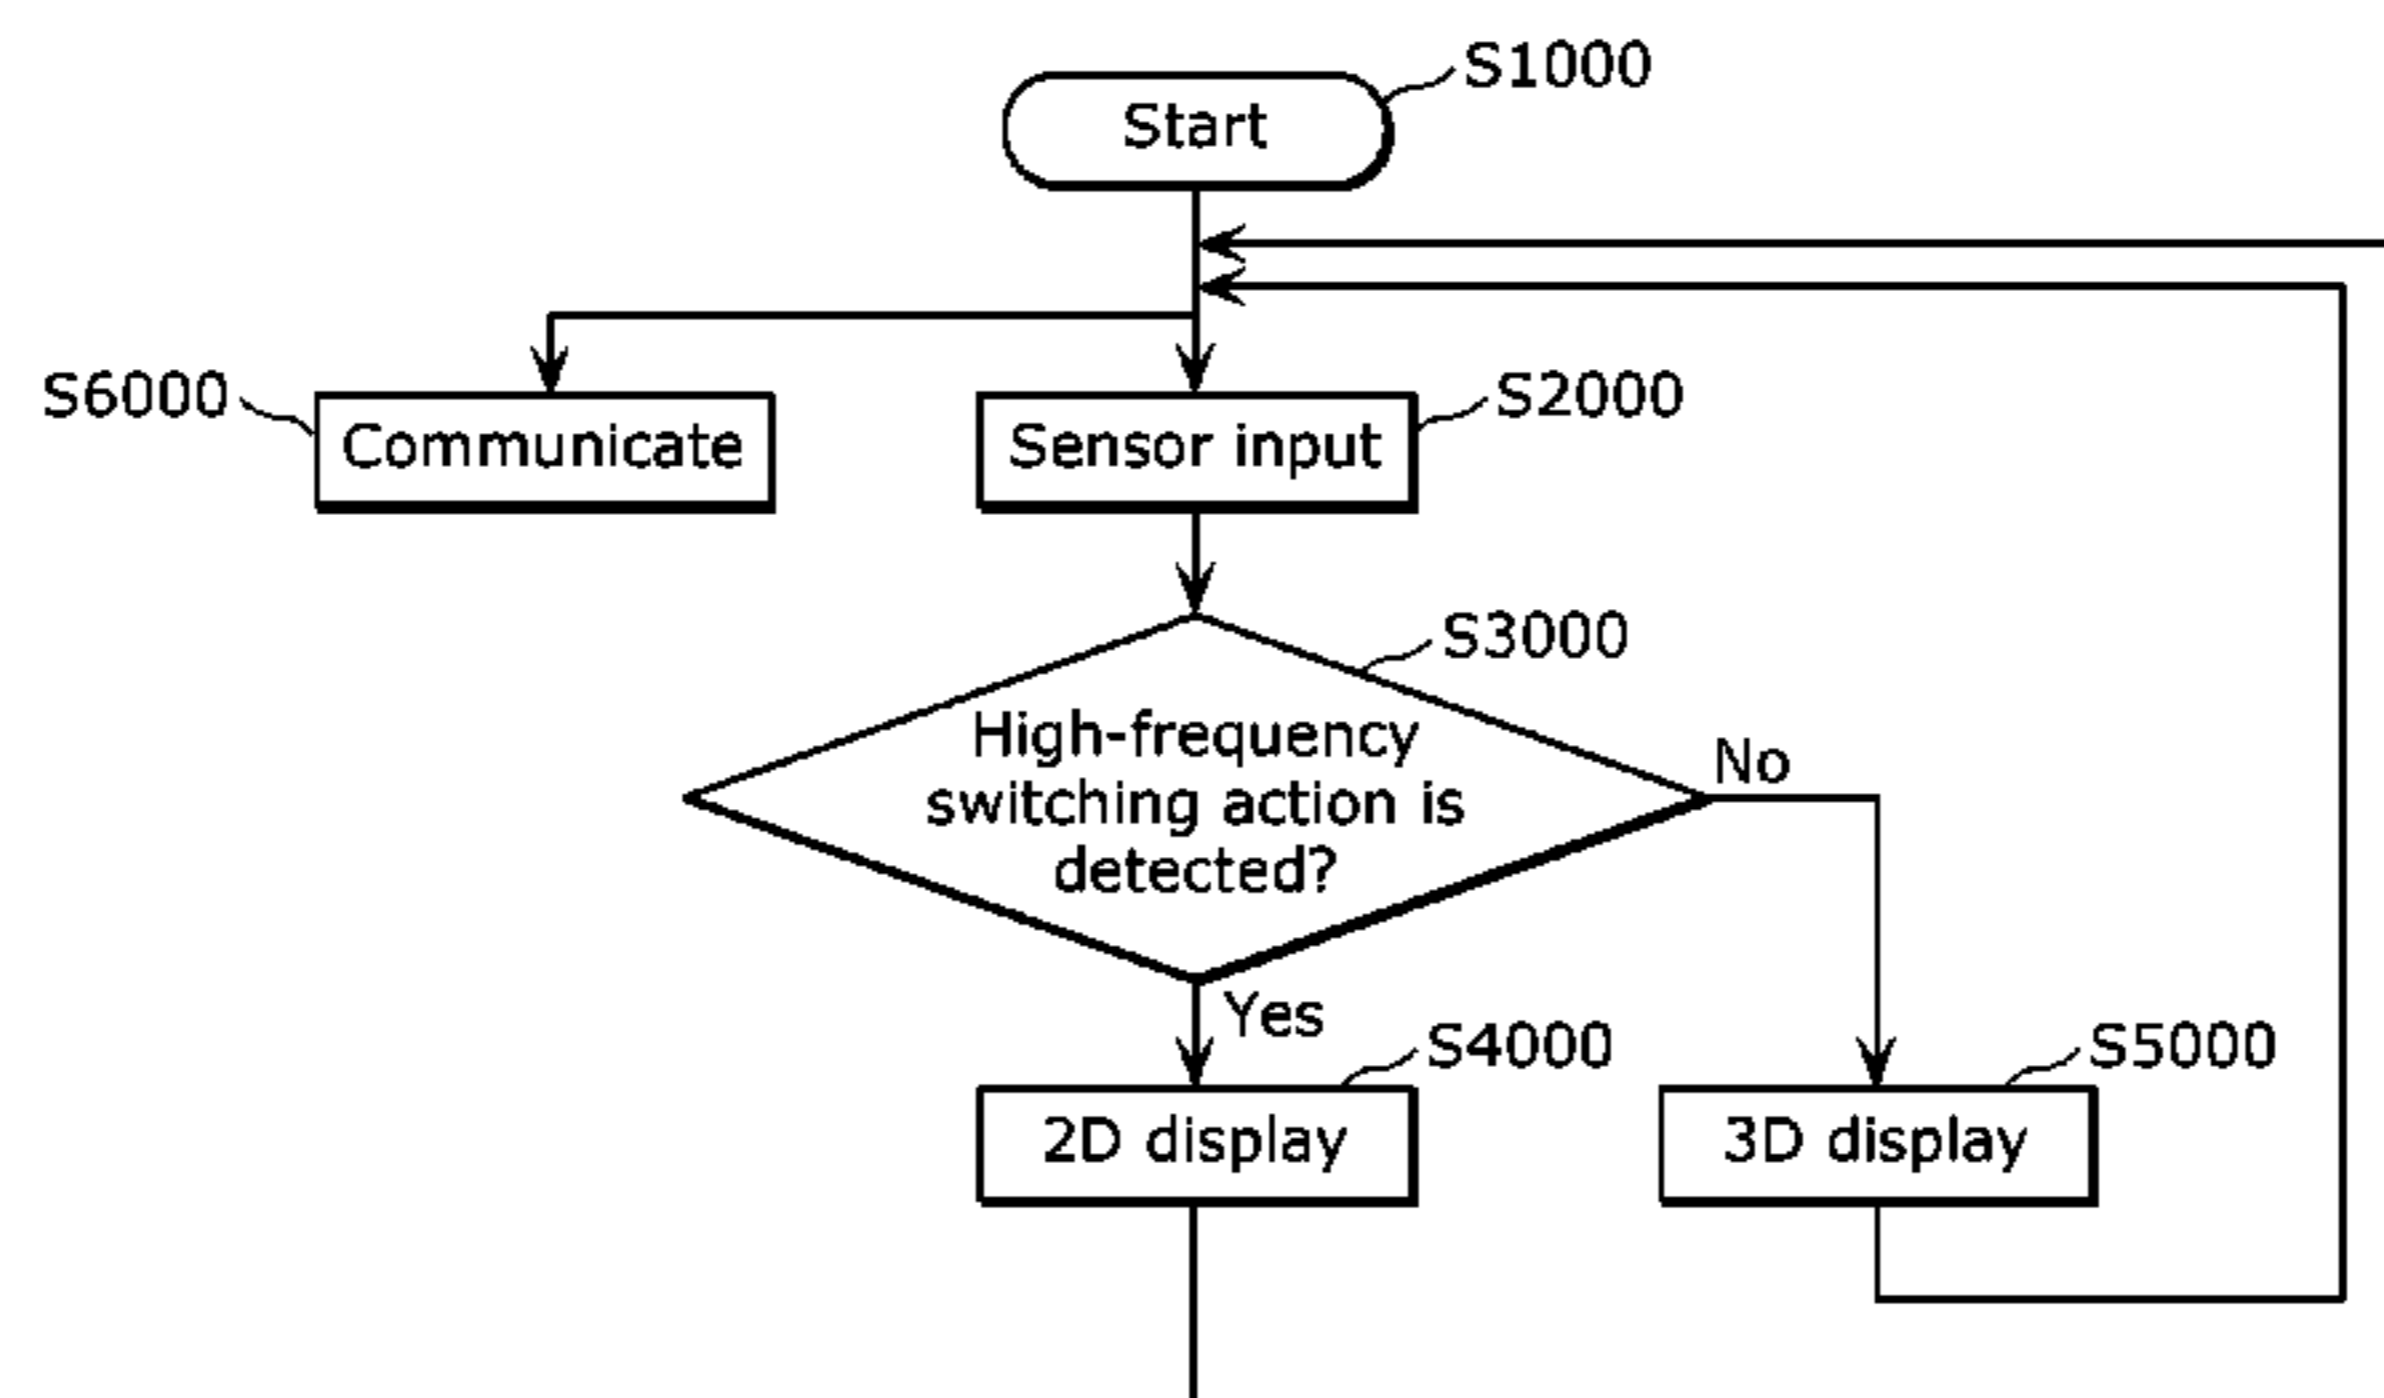 S1000
Start
S6000
Communicate
S2000
Sensor input
S3000
High-frequency
switching action is
detected?
No
Yes
S4000
2D display
S5000
3D display